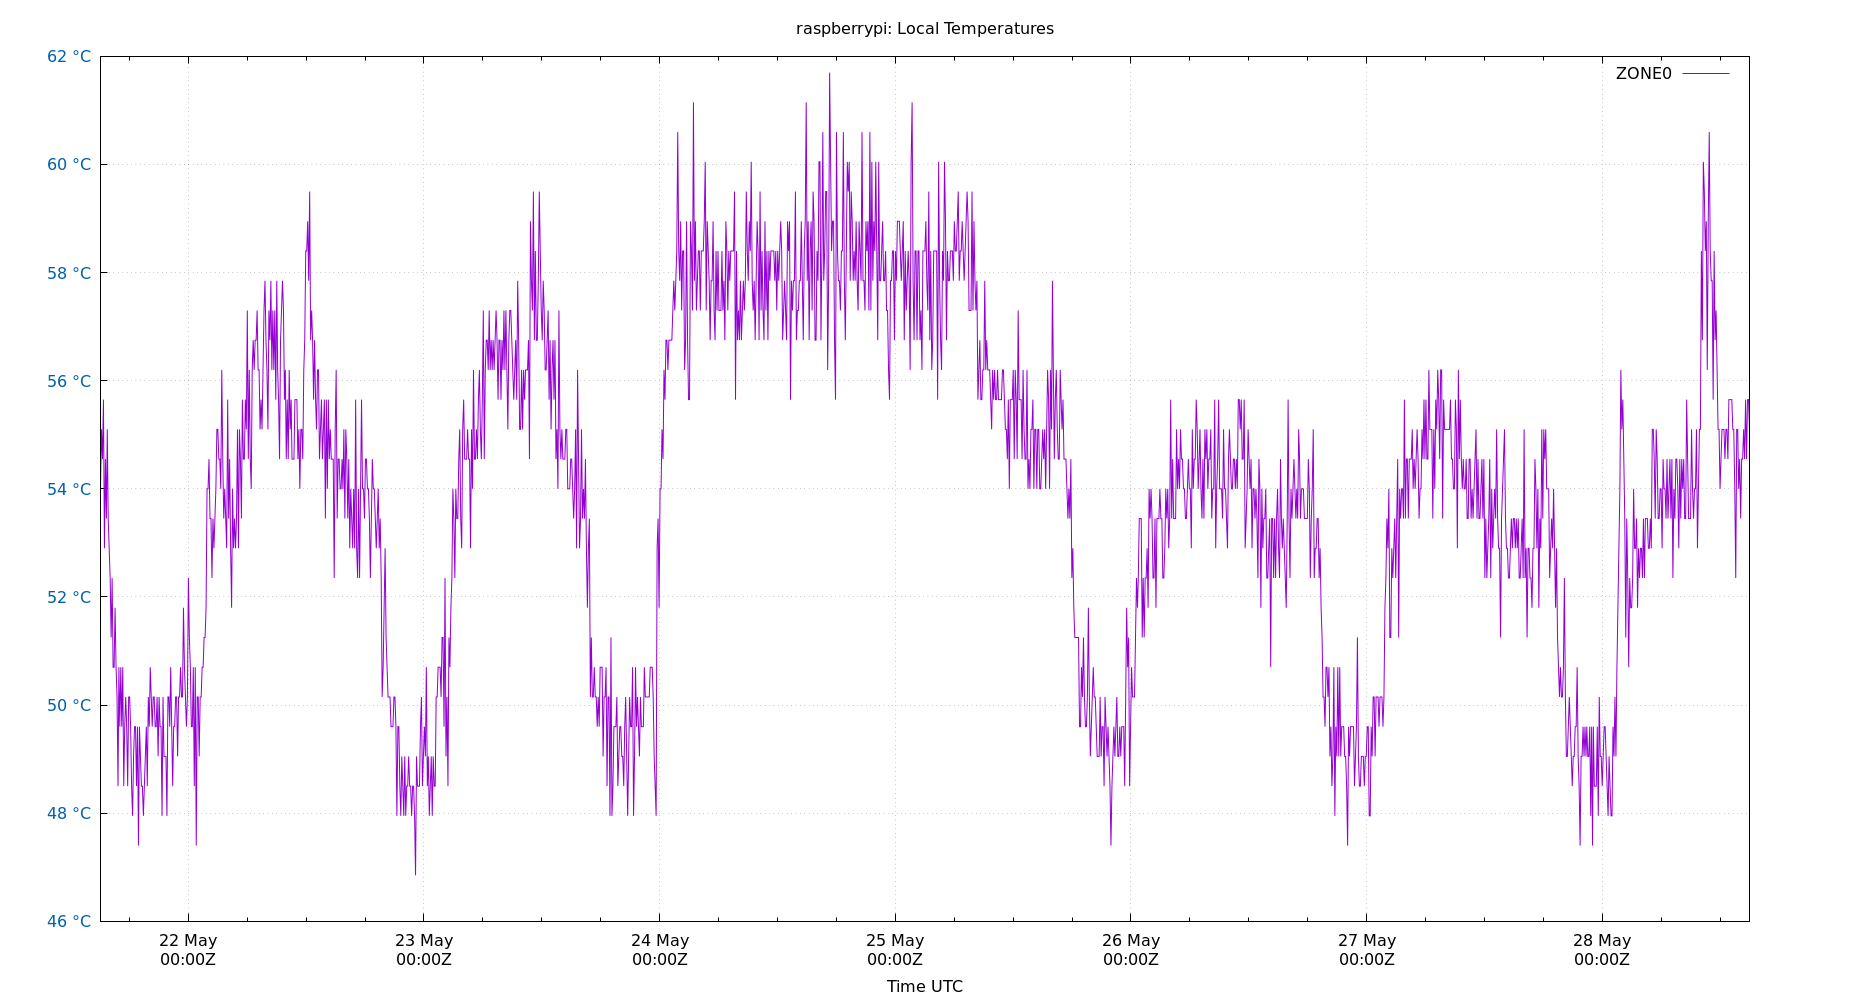 raspberrypi: Local Temperatures
62 °C
ZONE0
60 °C
58 °C
56 °C
54 °C
52 °C
50 °C
48 °C
46 °C
22 May 23 May 24 May 25 May 26 May 27 May 28 May
00:00Z 00:00Z 00:00Z 00:00Z 00:00Z 00:00Z 00:00Z
Time UTC